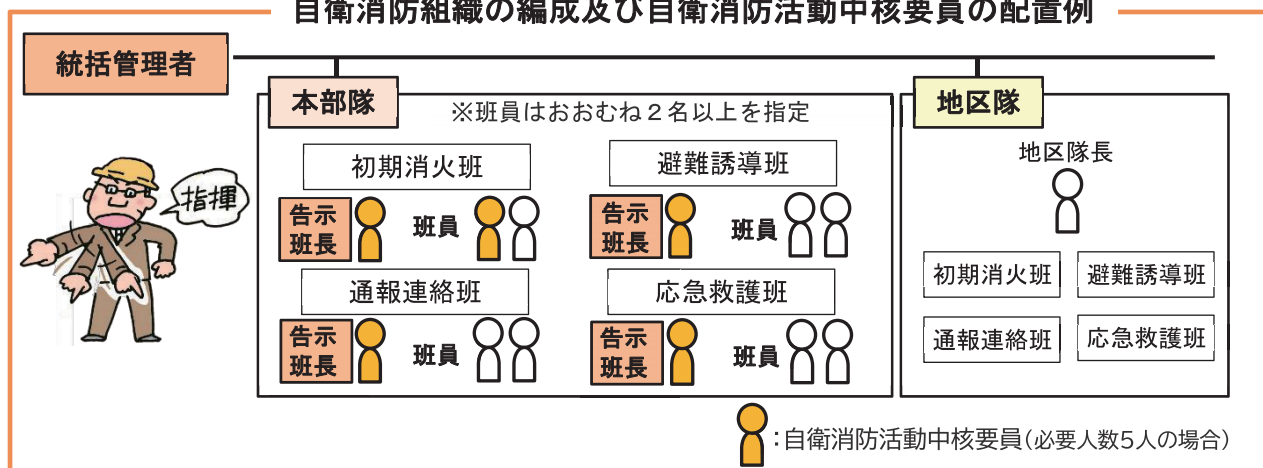 自衛消防組織の編成及び自衛消防活動中核要員の配置例
統括管理者
指揮
本部隊
※班員はおおむね2名以上を指定
初期消火班
告示
班長
班員
避難誘導班
告示
班長
班員
通報連絡班
告示
班長
班員
応急救護班
告示
班長
班員
地区隊
地区隊長
初期消火班
避難誘導班
通報連絡班
応急救護班
:自衛消防活動中核要員(必要人数5人の場合)